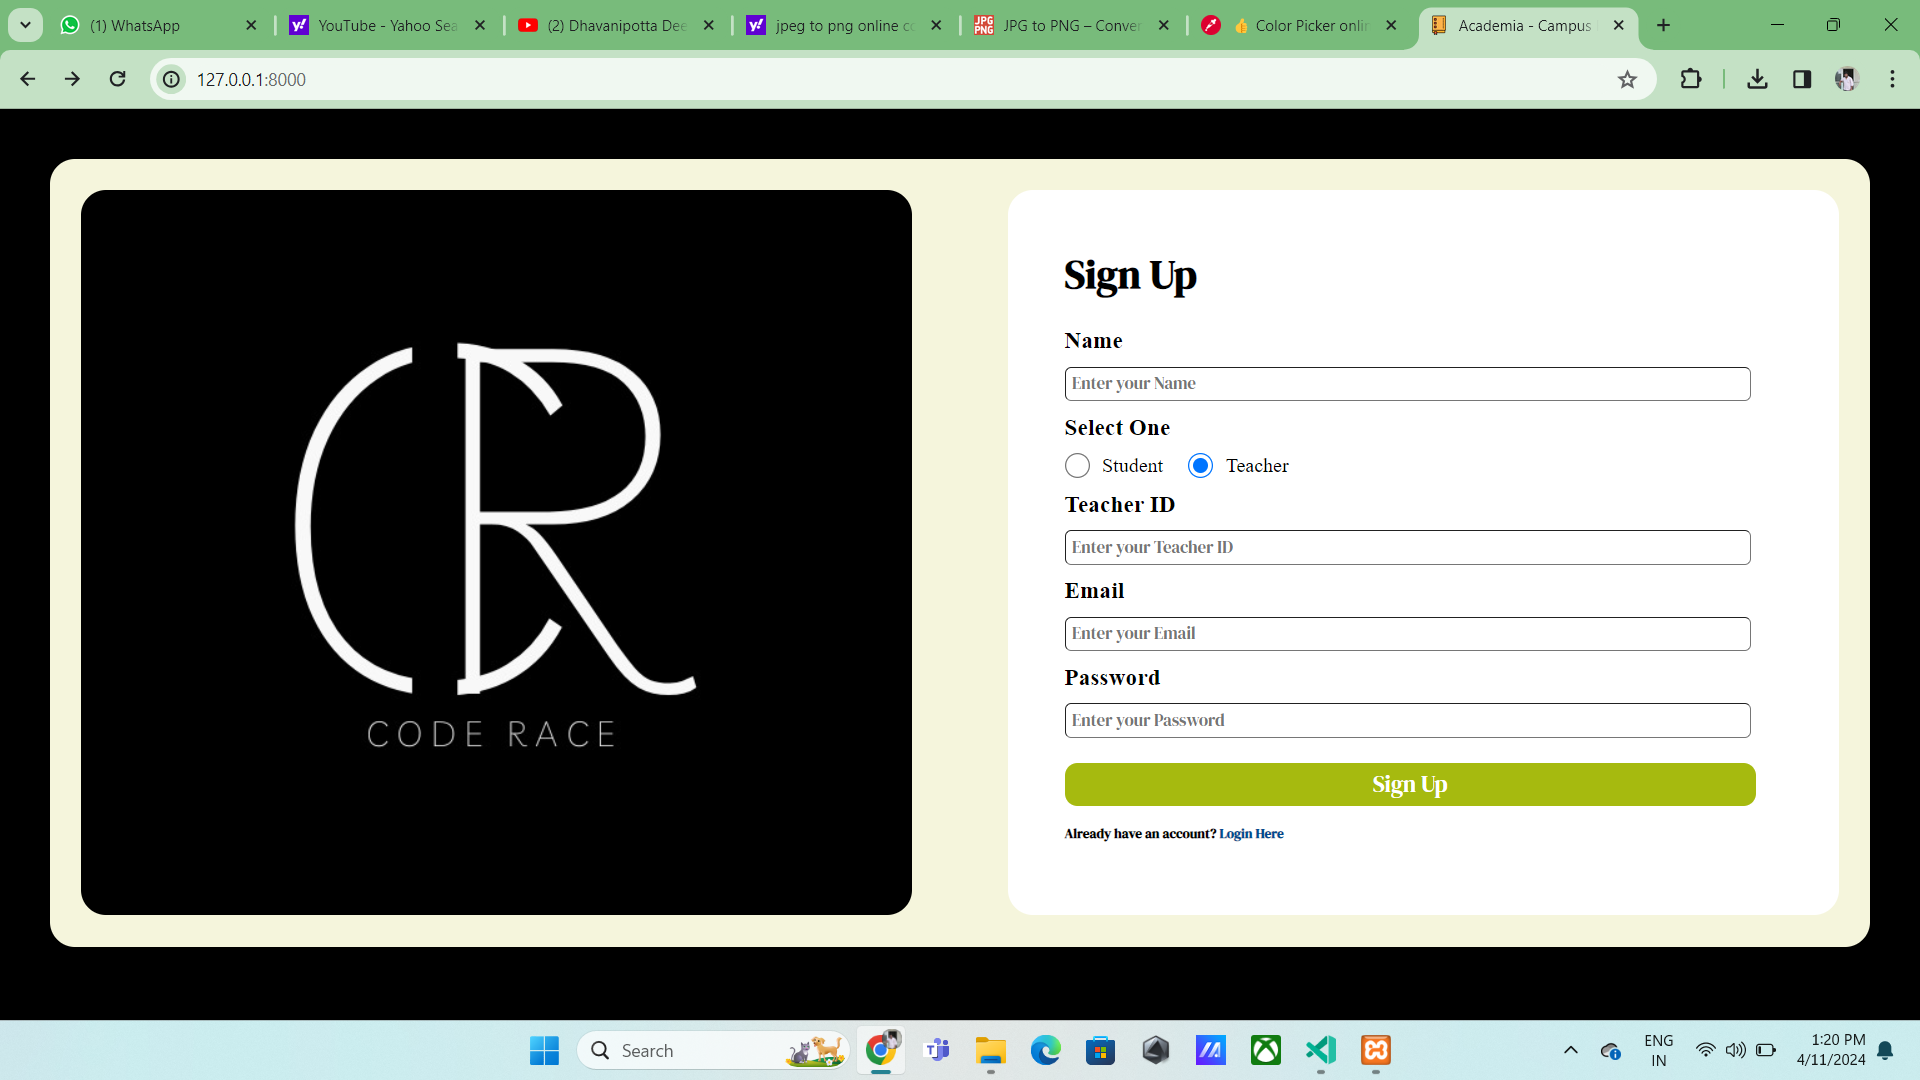 (1) WhatsApp
YouTube - Yahoo Sea
(2) Dhavanipotta Dee
jpeg to png online co
JPG to PNG – Conver
👍 Color Picker onlin
Academia - Campus
127.0.0.1:8000
Sign Up
Name
Enter your Name
Select One
Student Teacher
Teacher ID
Enter your Teacher ID
Email
Enter your Email
Password
Enter your Password
Sign Up
Already have an account? Login Here
CR
CODE RACE
Search
ENG
IN
1:20 PM
4/11/2024